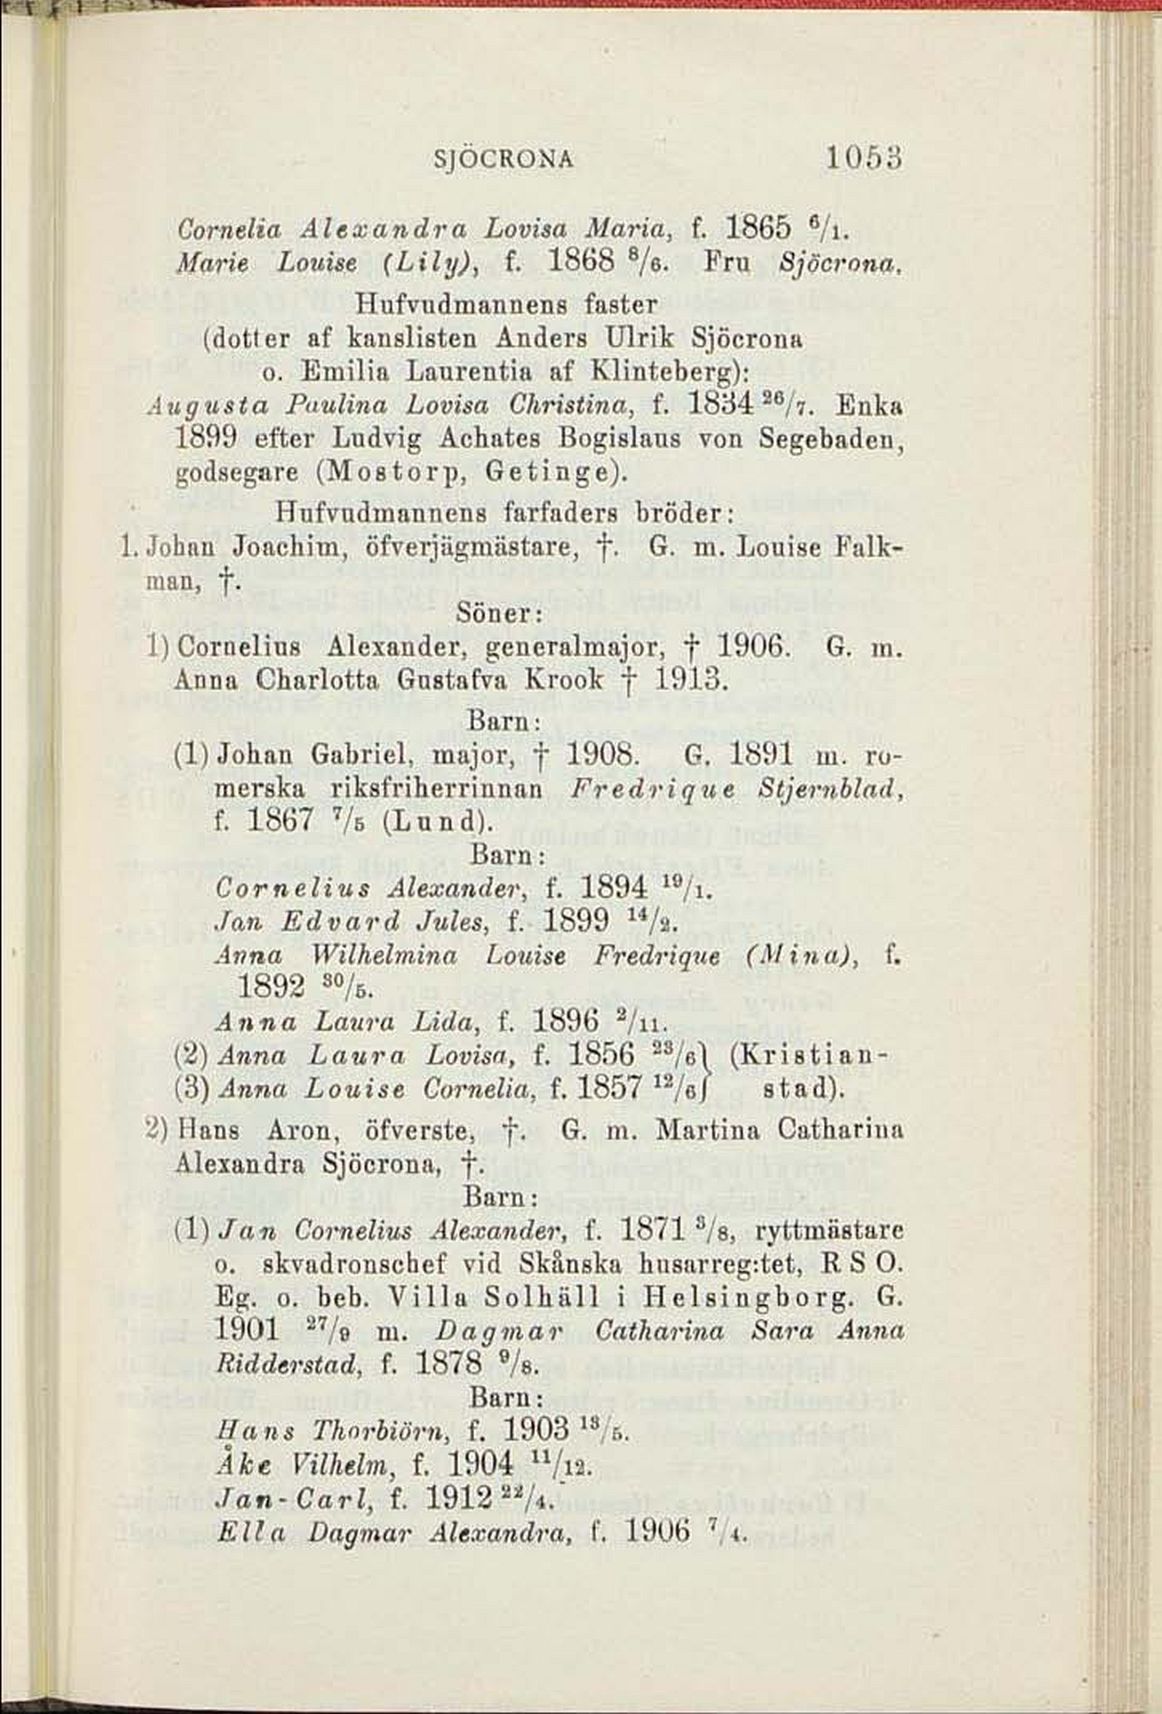 SJÖCRONA 1053
Cornelia Alexandra Lovisa Maria, f. 1865 6/1.
Marie Louise (Lily), f. 1868 8/6. Fru Sjöcrona.
Hufvudmannens faster
(dotter af kanslisten Anders Ulrik Sjöcrona
o. Emilia Laurentia af Klinteberg):
Augusta Paulina Lovisa Christina, f. 1834 26/7. Enka
1899 efter Ludvig Achates Bogislaus von Segebaden,
godsegare (Mostorp, Getinge).
Hufvudmannens farfaders bröder:
1. Johan Joachim, öfverjägmästare, †. G. m. Louise Falk-
man, †.
Söner:
1) Cornelius Alexander, generalmajor, † 1906. G. m.
Anna Charlotta Gustafva Krook † 1913.
Barn:
(1) Johan Gabriel, major, † 1908. G. 1891 m. ro-
merska riksfriherrinnan Fredrique Stjernblad,
f. 1867 7/5 (Lund).
Barn:
Cornelius Alexander, f. 1894 19/1.
Jan Edvard Jules, f. 1899 14/2.
Anna Wilhelmina Louise Fredrique (Mina), f.
1892 30/5.
Anna Laura Lida, f. 1896 2/11.
(2) Anna Laura Lovisa, f. 1856 23/6} (Kristian-
(3) Anna Louise Cornelia, f. 1857 12/6} stad).
2) Hans Aron, öfverste, †. G. m. Martina Catharina
Alexandra Sjöcrona, †.
Barn:
(1) Jan Cornelius Alexander, f. 1871 3/8, ryttmästare
o. skvadronschef vid Skånska husarreg:tet, R S O.
Eg. o. beb. Villa Solhäll i Helsingborg. G.
1901 27/9 m. Dagmar Catharina Sara Anna
Ridderstad, f. 1878 9/8.
Barn:
Hans Thorbiörn, f. 1903 13/5.
Åke Vilhelm, f. 1904 11/12.
Jan-Carl, f. 1912 22/4.
Ella Dagmar Alexandra, f. 1906 7/4.